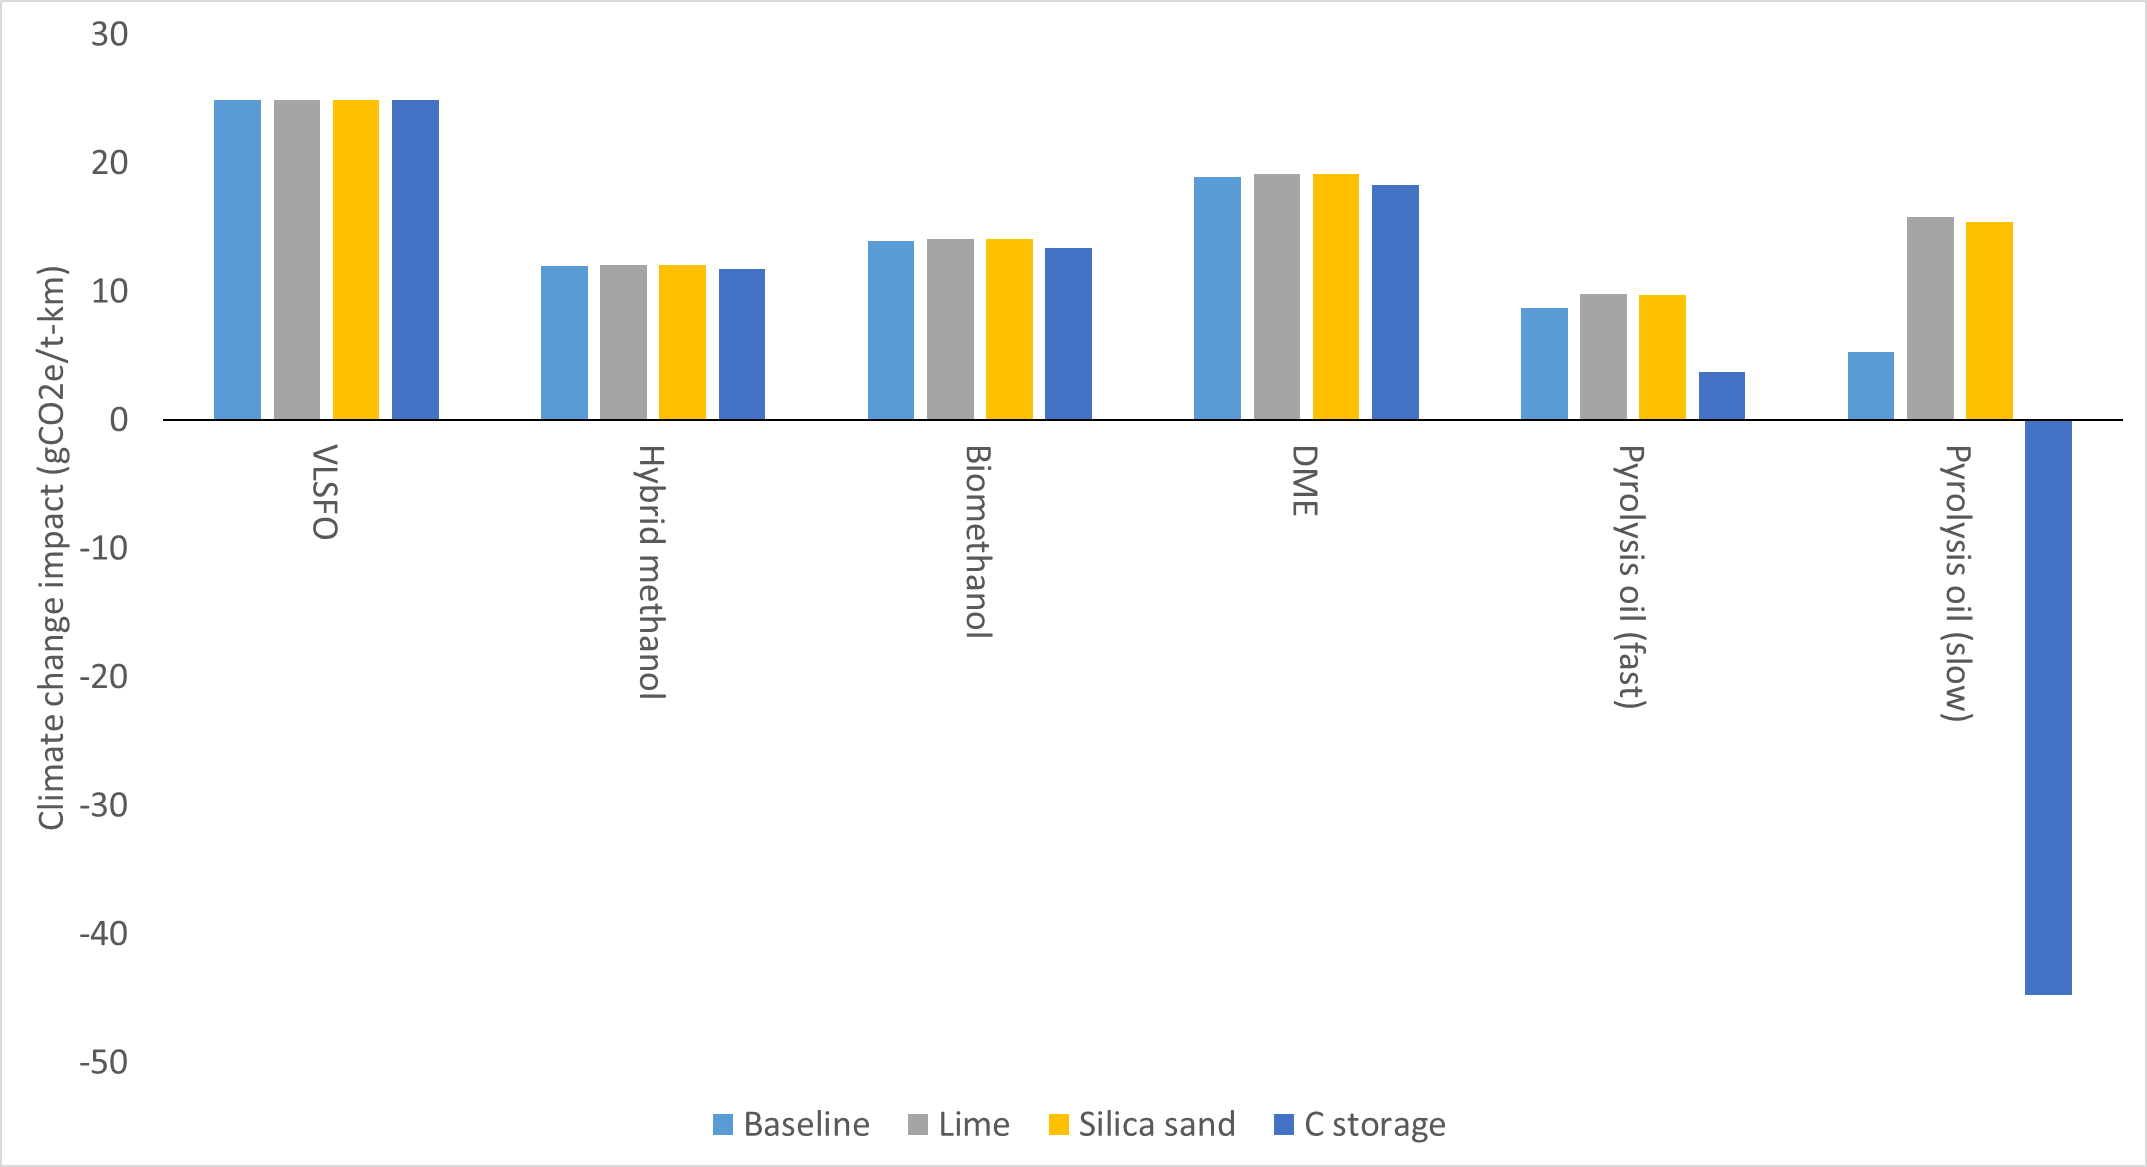 30
20
10
0
-10
-20
-30
-40
-50
Climate change impact (gCO2e/t-km)
VLSFO
Hybrid methanol
Biomethanol
DME
Pyrolysis oil (fast)
Pyrolysis oil (slow)
Baseline Lime Silica sand C storage